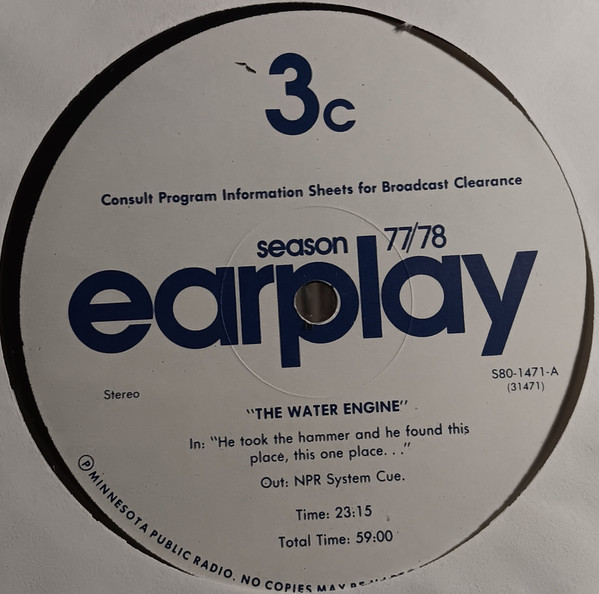 3c
Consult Program Information Sheets for Broadcast Clearance
season 77/78
earplay
Stereo
S80-1471-A
(31471)
"THE WATER ENGINE"
In: "He took the hammer and he found this
place, this one place. . ."
Out: NPR System Cue.
Time: 23:15
Total Time: 59:00
Ⓟ MINNESOTA PUBLIC RADIO. NO COPIES MAY BE